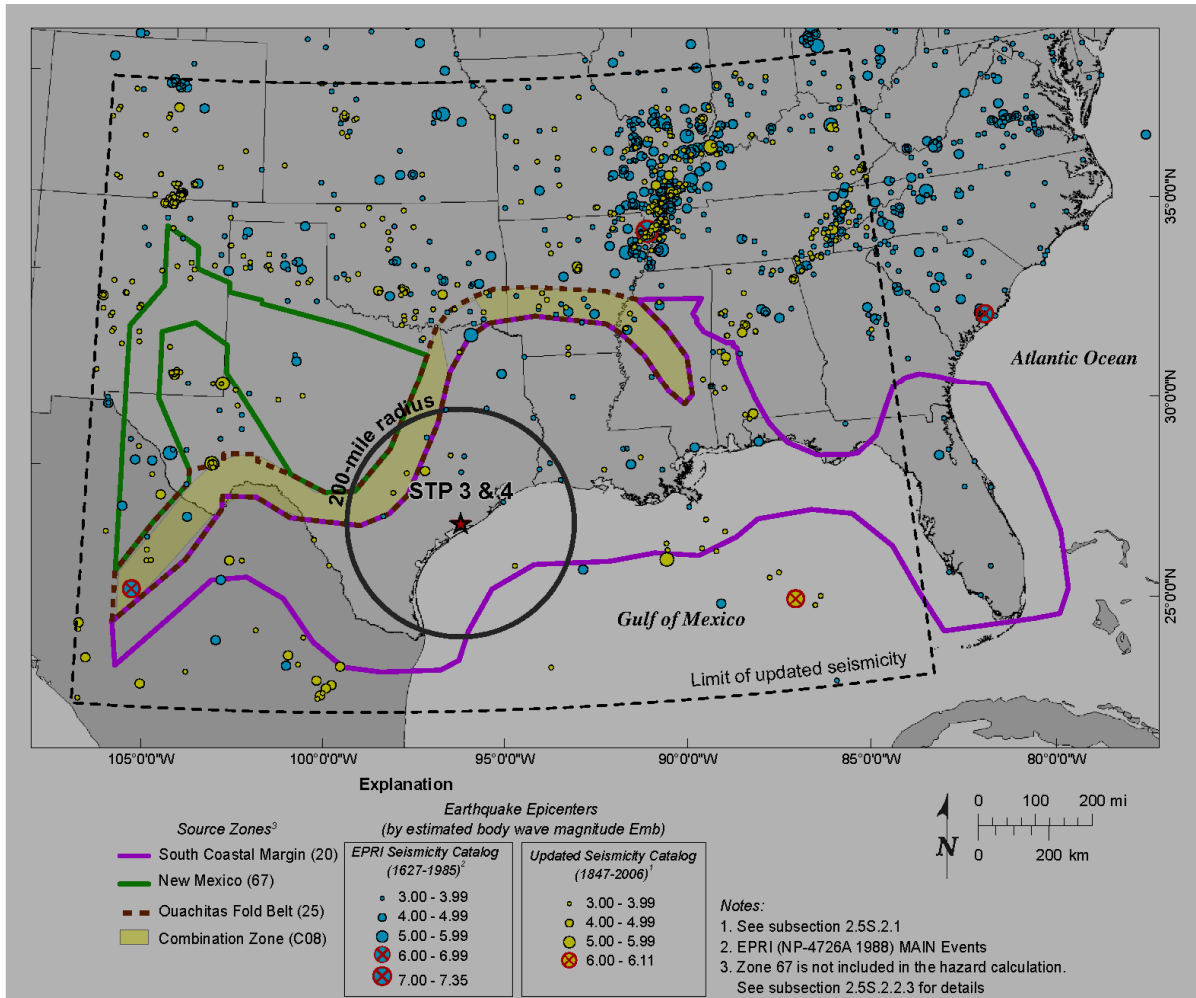 35°0'0"N
Atlantic Ocean
30°0'0"N
200-mile radius
STP 3 & 4
25°0'0"N
Gulf of Mexico
Limit of updated seismicity
105°0'0"W
100°0'0"W
95°0'0"W
90°0'0"W
85°0'0"W
80°0'0"W
Explanation
Source Zones3
South Coastal Margin (20)
New Mexico (67)
Ouachitas Fold Belt (25)
Combination Zone (C08)
Earthquake Epicenters
(by estimated body wave magnitude Emb)
EPRI Seismicity Catalog
(1627-1985)2
3.00 - 3.99
4.00 - 4.99
5.00 - 5.99
6.00 - 6.99
7.00 - 7.35
Updated Seismicity Catalog
(1847-2006)1
3.00 - 3.99
4.00 - 4.99
5.00 - 5.99
6.00 - 6.11
N
0 100 200 mi
0 200 km
Notes:
1. See subsection 2.5S.2.1
2. EPRI (NP-4726A 1988) MAIN Events
3. Zone 67 is not included in the hazard calculation.
See subsection 2.5S.2.2.3 for details